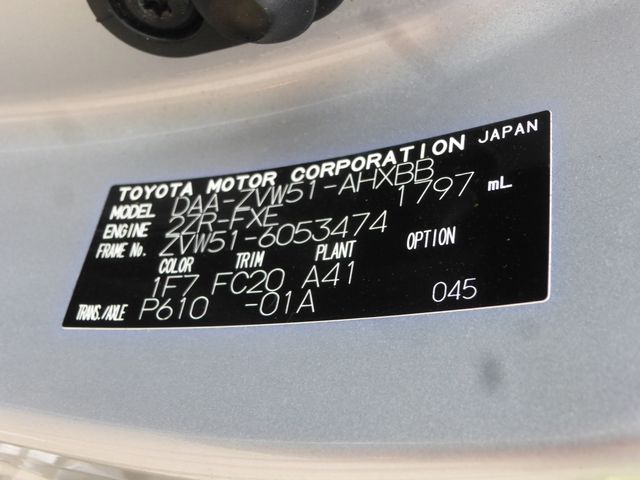 TOYOTA MOTOR CORPORATION JAPAN
MODEL DAA-ZVW51-AHXBB
ENGINE 2ZR-FXE 1797 mL
FRAME No. ZVW51-6053474
COLOR TRIM PLANT OPTION
1F7 FC20 A41
TRANS./AXLE P610 -01A 045